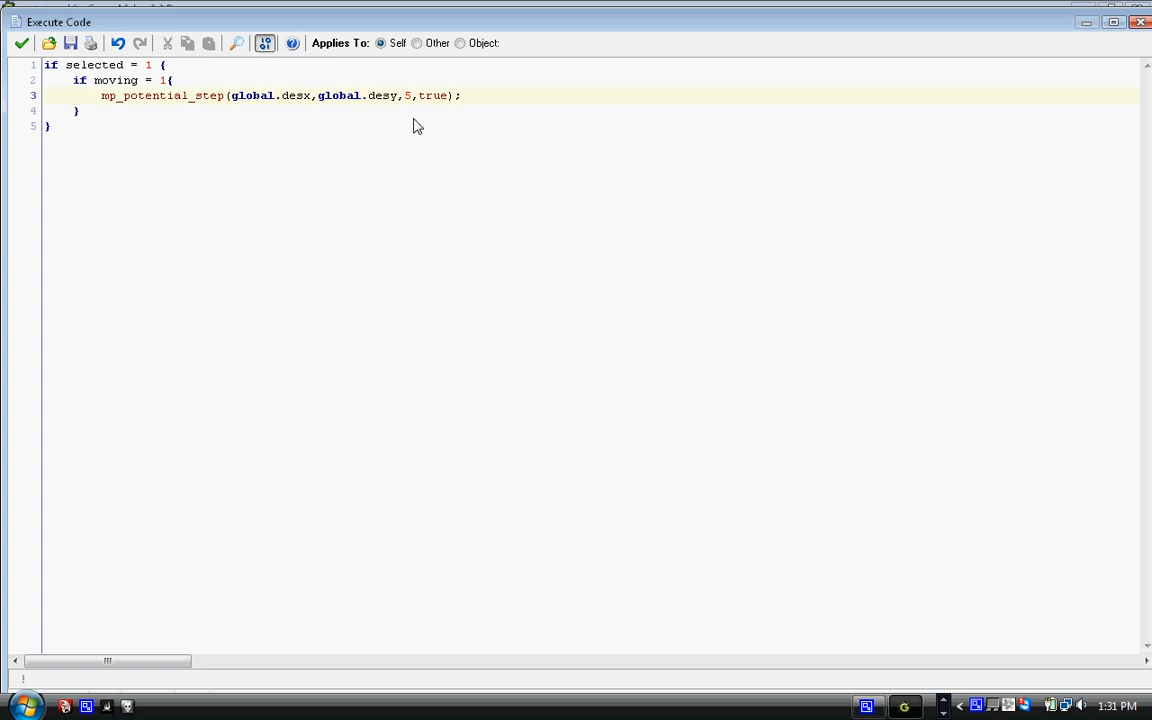 Execute Code
Applies To: Self Other Object:
1 if selected = 1 {
2 if moving = 1{
3 mp_potential_step(global.desx,global.desy,5,true);
4 }
5 }
1:31 PM